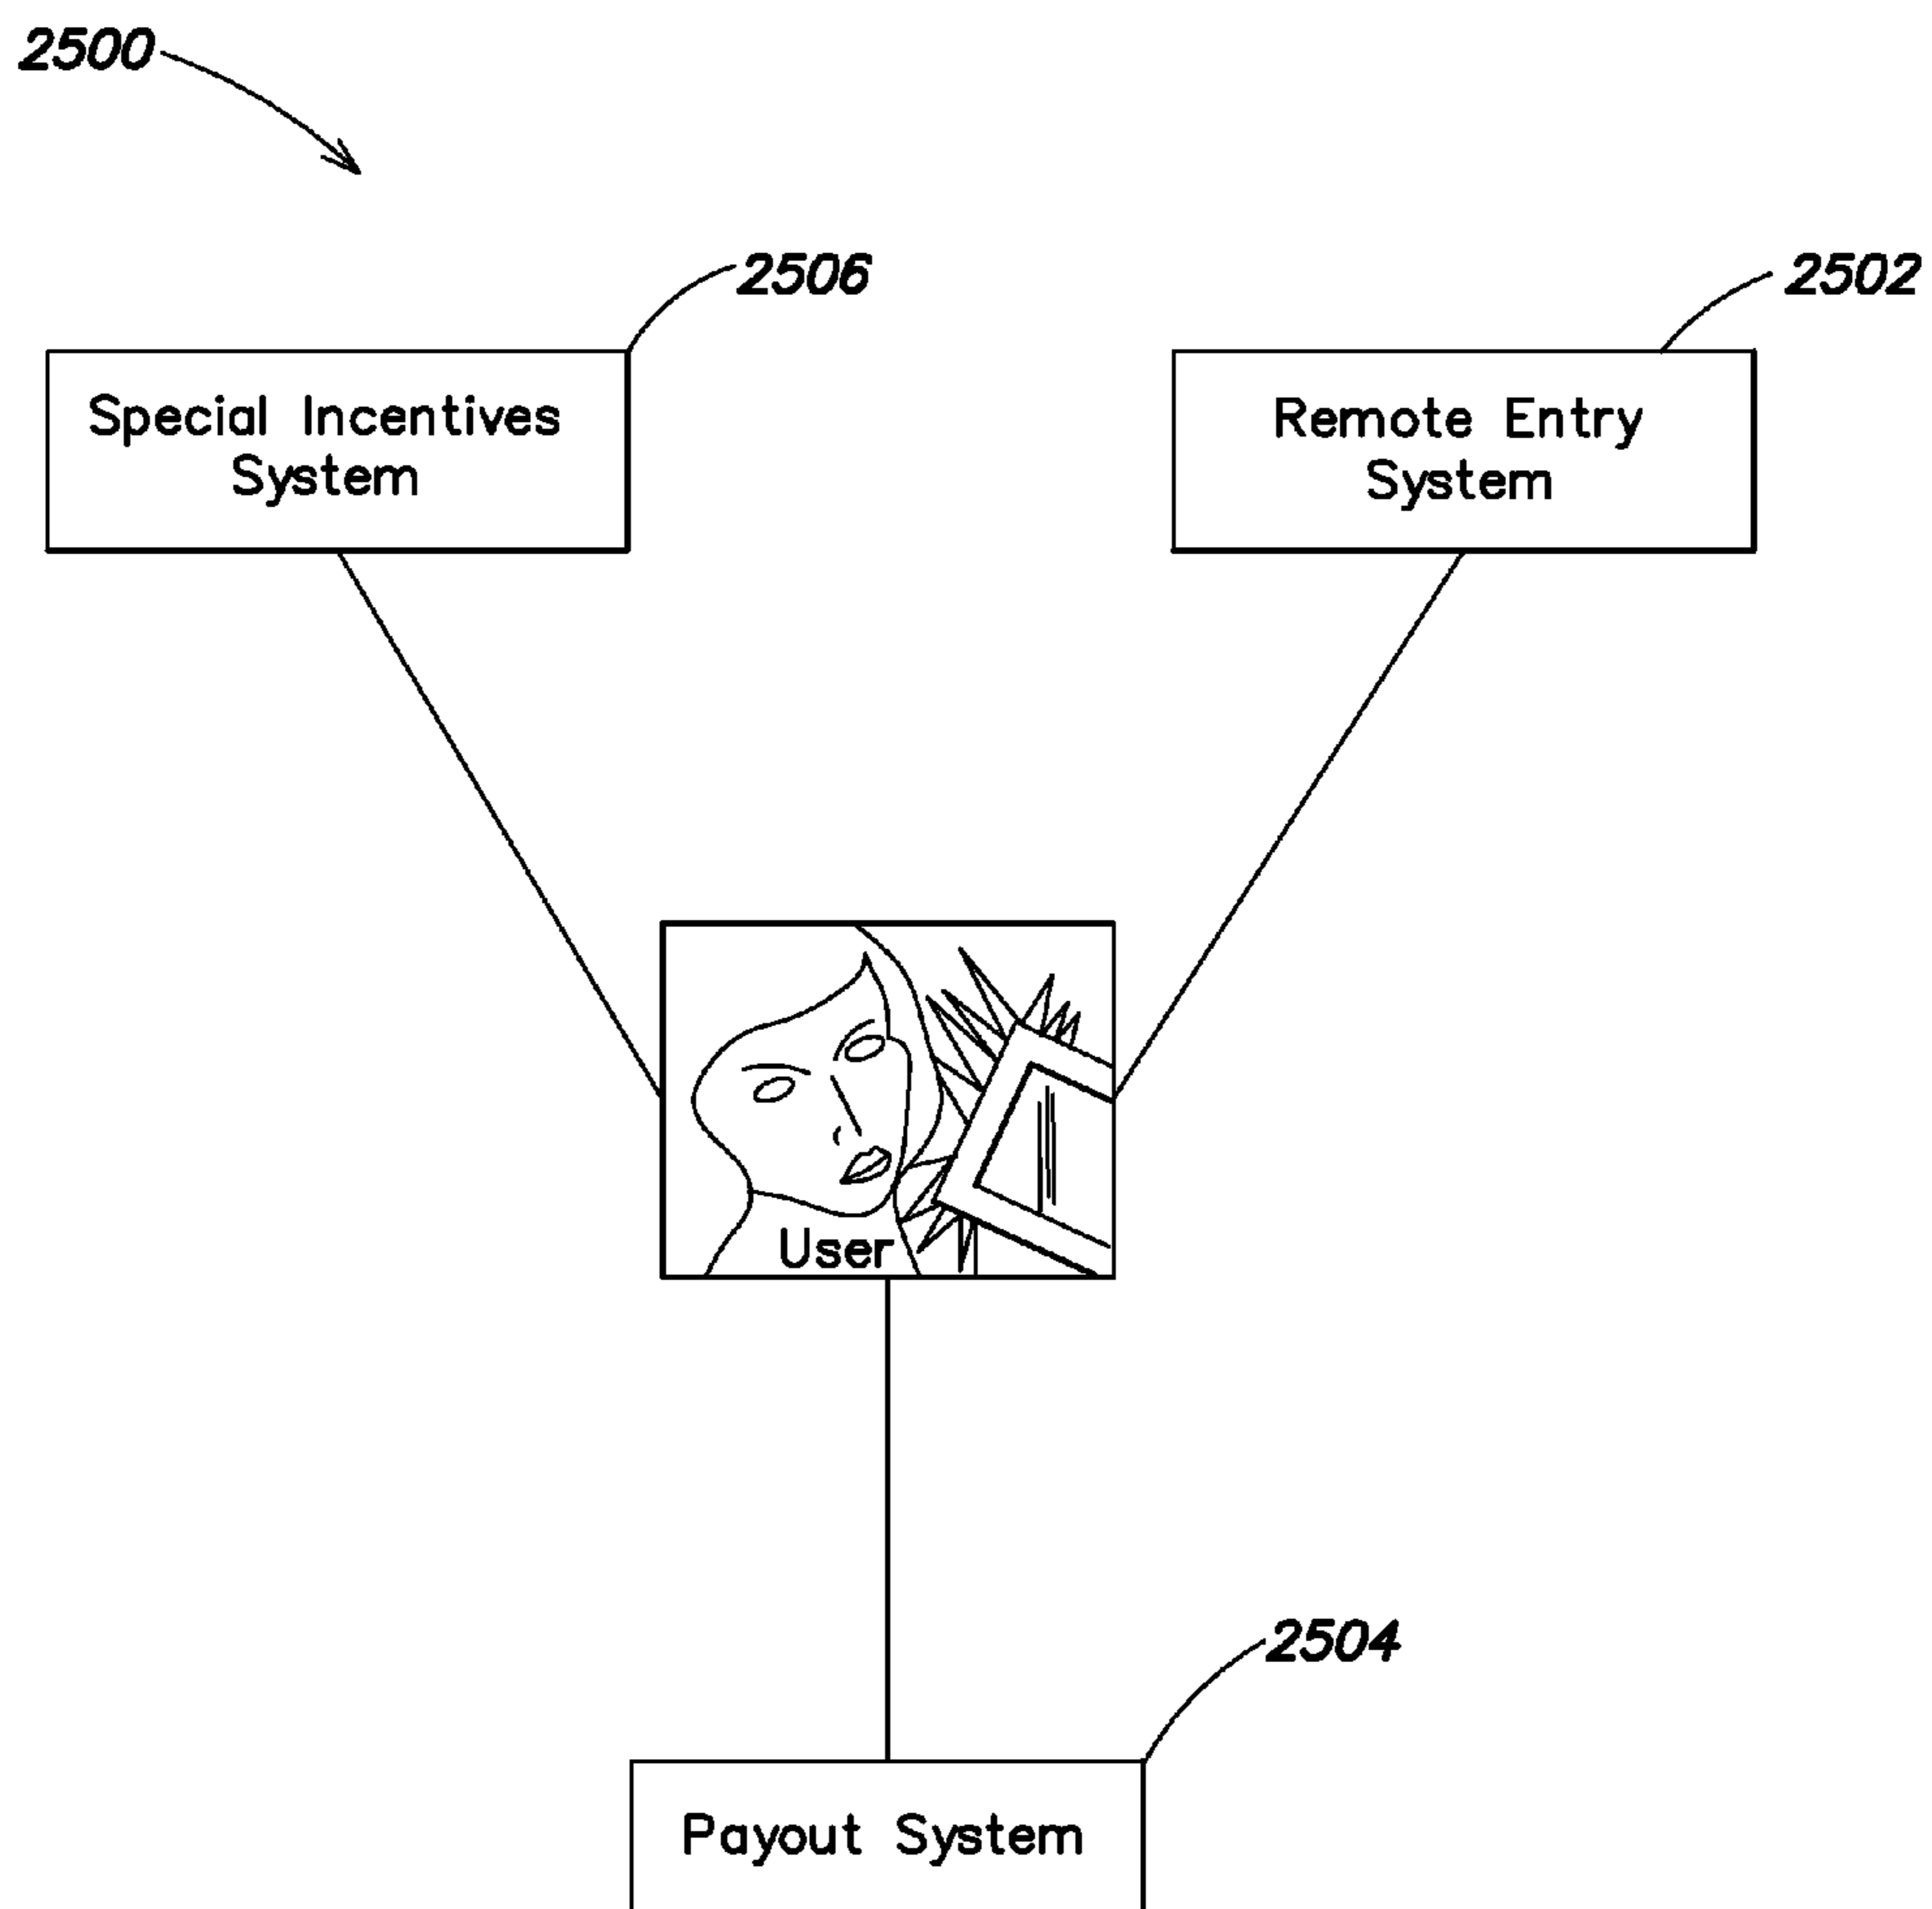 2500
2506
2502
Special Incentives
System
Remote Entry
System
User
2504
Payout System